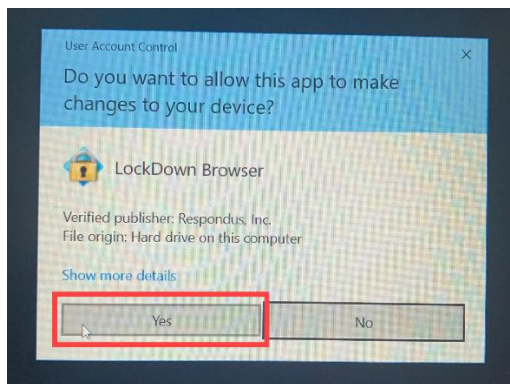 User Account Control
Do you want to allow this app to make
changes to your device?
LockDown Browser
Verified publisher: Respondus, Inc.
File origin: Hard drive on this computer
Show more details
Yes
No